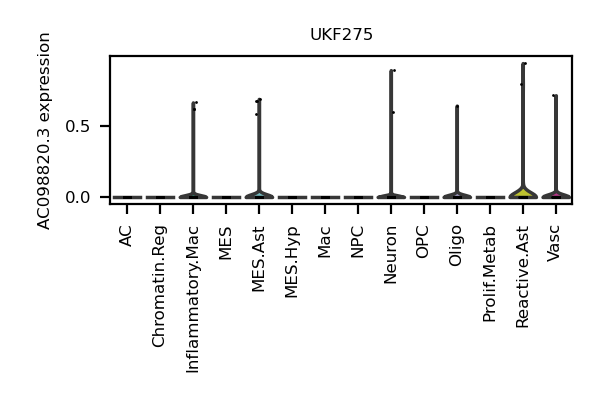 UKF275
AC098820.3 expression
0.5
0.0
AC
Chromatin.Reg
Inflammatory.Mac
MES
MES.Ast
MES.Hyp
Mac
NPC
Neuron
OPC
Oligo
Prolif.Metab
Reactive.Ast
Vasc